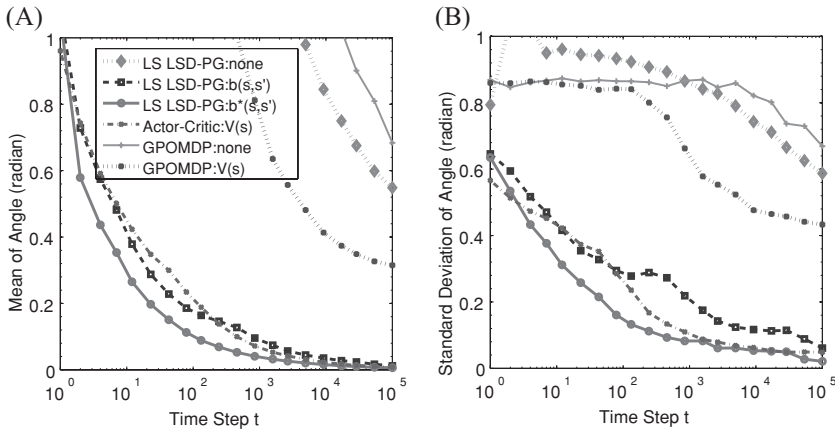 (A)
Mean of Angle (radian)
1
0.8
0.6
0.4
0.2
0
10^0
10^1
10^2
10^3
10^4
10^5
Time Step t
LS LSD-PG:none
LS LSD-PG:b(s,s')
LS LSD-PG:b*(s,s')
Actor-Critic:V(s)
GPOMDP:none
GPOMDP:V(s)
(B)
Standard Deviation of Angle (radian)
1
0.8
0.6
0.4
0.2
0
10^0
10^1
10^2
10^3
10^4
10^5
Time Step t